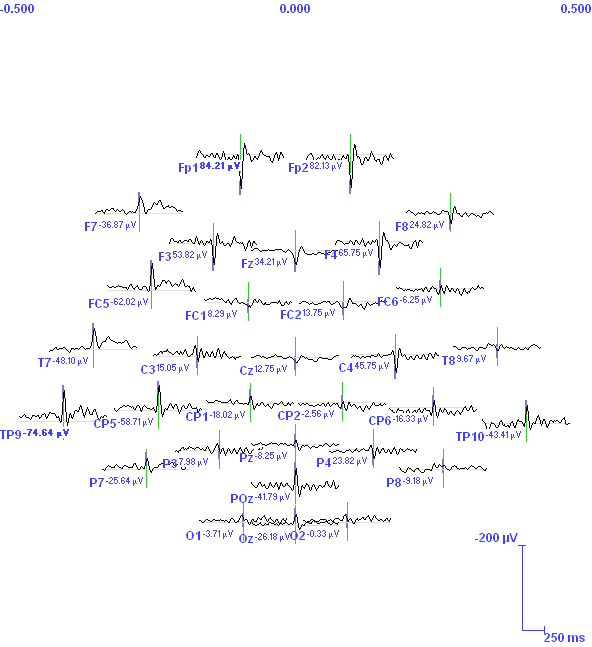 -0.500 0.000 0.500
Fp1 84.21 µV Fp2 82.13 µV
F7 -36.87 µV F8 24.82 µV
F3 53.82 µV Fz 34.21 µV F4 65.75 µV
FC5 -62.02 µV FC1 8.29 µV FC2 13.75 µV FC6 -6.25 µV
T7 -48.10 µV C3 15.05 µV Cz 12.75 µV C4 45.75 µV T8 9.67 µV
TP9 -74.64 µV CP5 -58.71 µV CP1 -18.02 µV CP2 -2.56 µV CP6 -16.33 µV TP10 -43.41 µV
P7 -25.64 µV P3 7.98 µV Pz -8.25 µV P4 23.82 µV P8 -9.18 µV
POz -41.79 µV
O1 -3.71 µV Oz -26.18 µV O2 -0.33 µV
-200 µV
250 ms